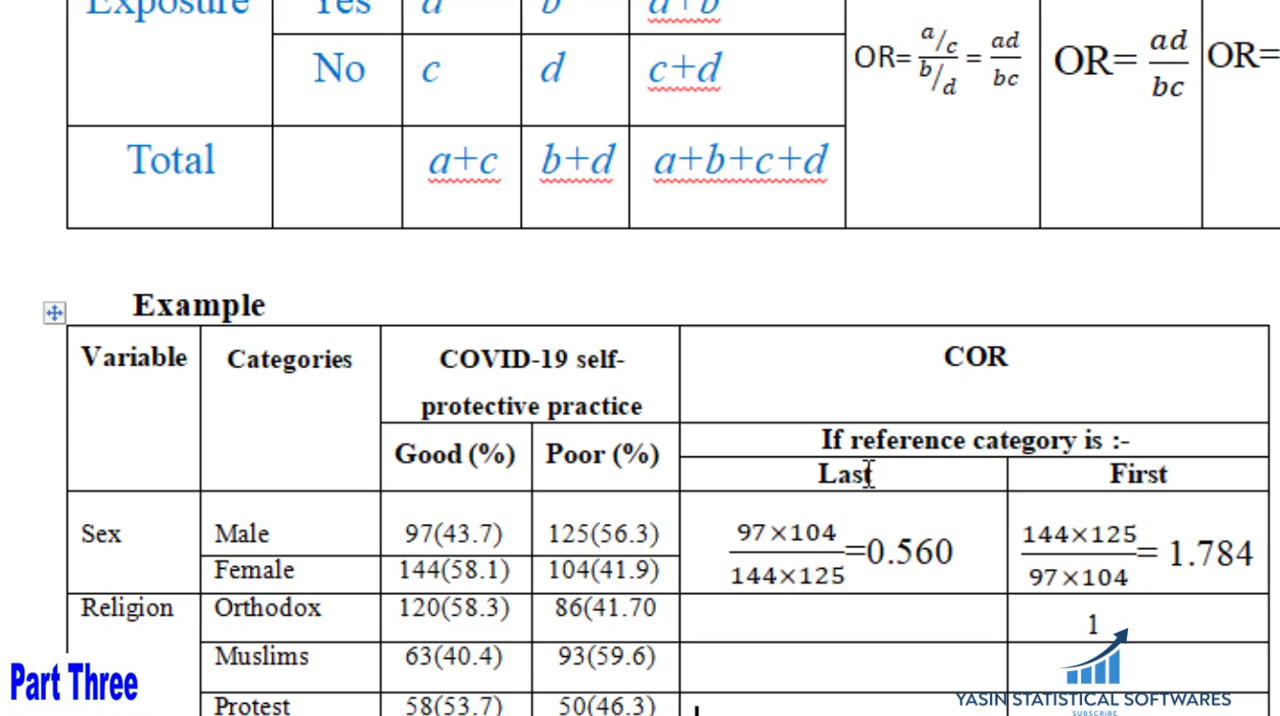 Exposure Yes a b a+b
OR= a/c / b/d = ad/bc OR= ad/bc OR=
No c d c+d
Total a+c b+d a+b+c+d
Example
Variable Categories COVID-19 self-protective practice COR
Good (%) Poor (%) If reference category is :-
Last First
Sex Male 97(43.7) 125(56.3) 97×104/144×125=0.560 144×125/97×104= 1.784
Female 144(58.1) 104(41.9)
Religion Orthodox 120(58.3) 86(41.70 1
Muslims 63(40.4) 93(59.6)
Protest 58(53.7) 50(46.3)
Part Three
YASIN STATISTICAL SOFTWARES
SUBSCRIBE